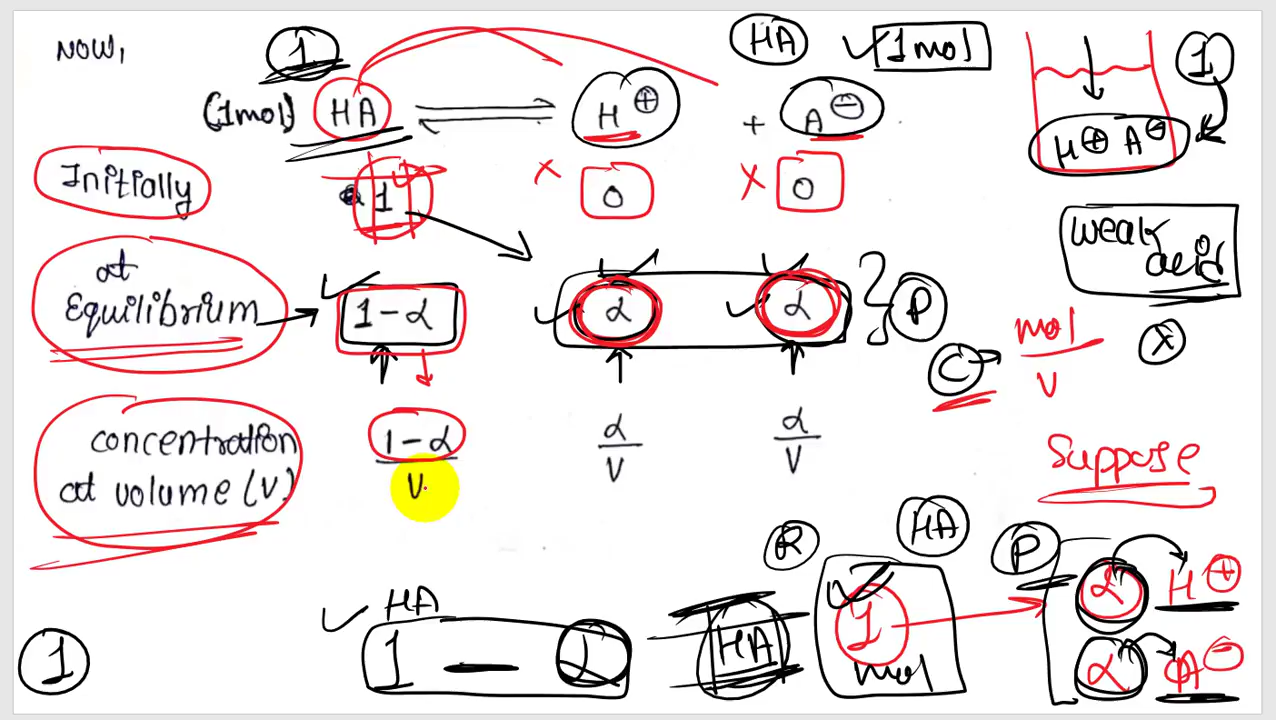 NOW,
1
HA
✓ 1mol
1
(1mol) HA ⇌ H⊕ + A⊖
H⊕ A⊖
Initially
1
x 0
x 0
weak acid
at Equilibrium
1-α
α
α
P
C → mol/V
x
concentration at volume (V)
1-α/V
α/V
α/V
Suppose
R
HA
P
HA
1 -
HA
1 mol
α H⊕
α A⊖
1